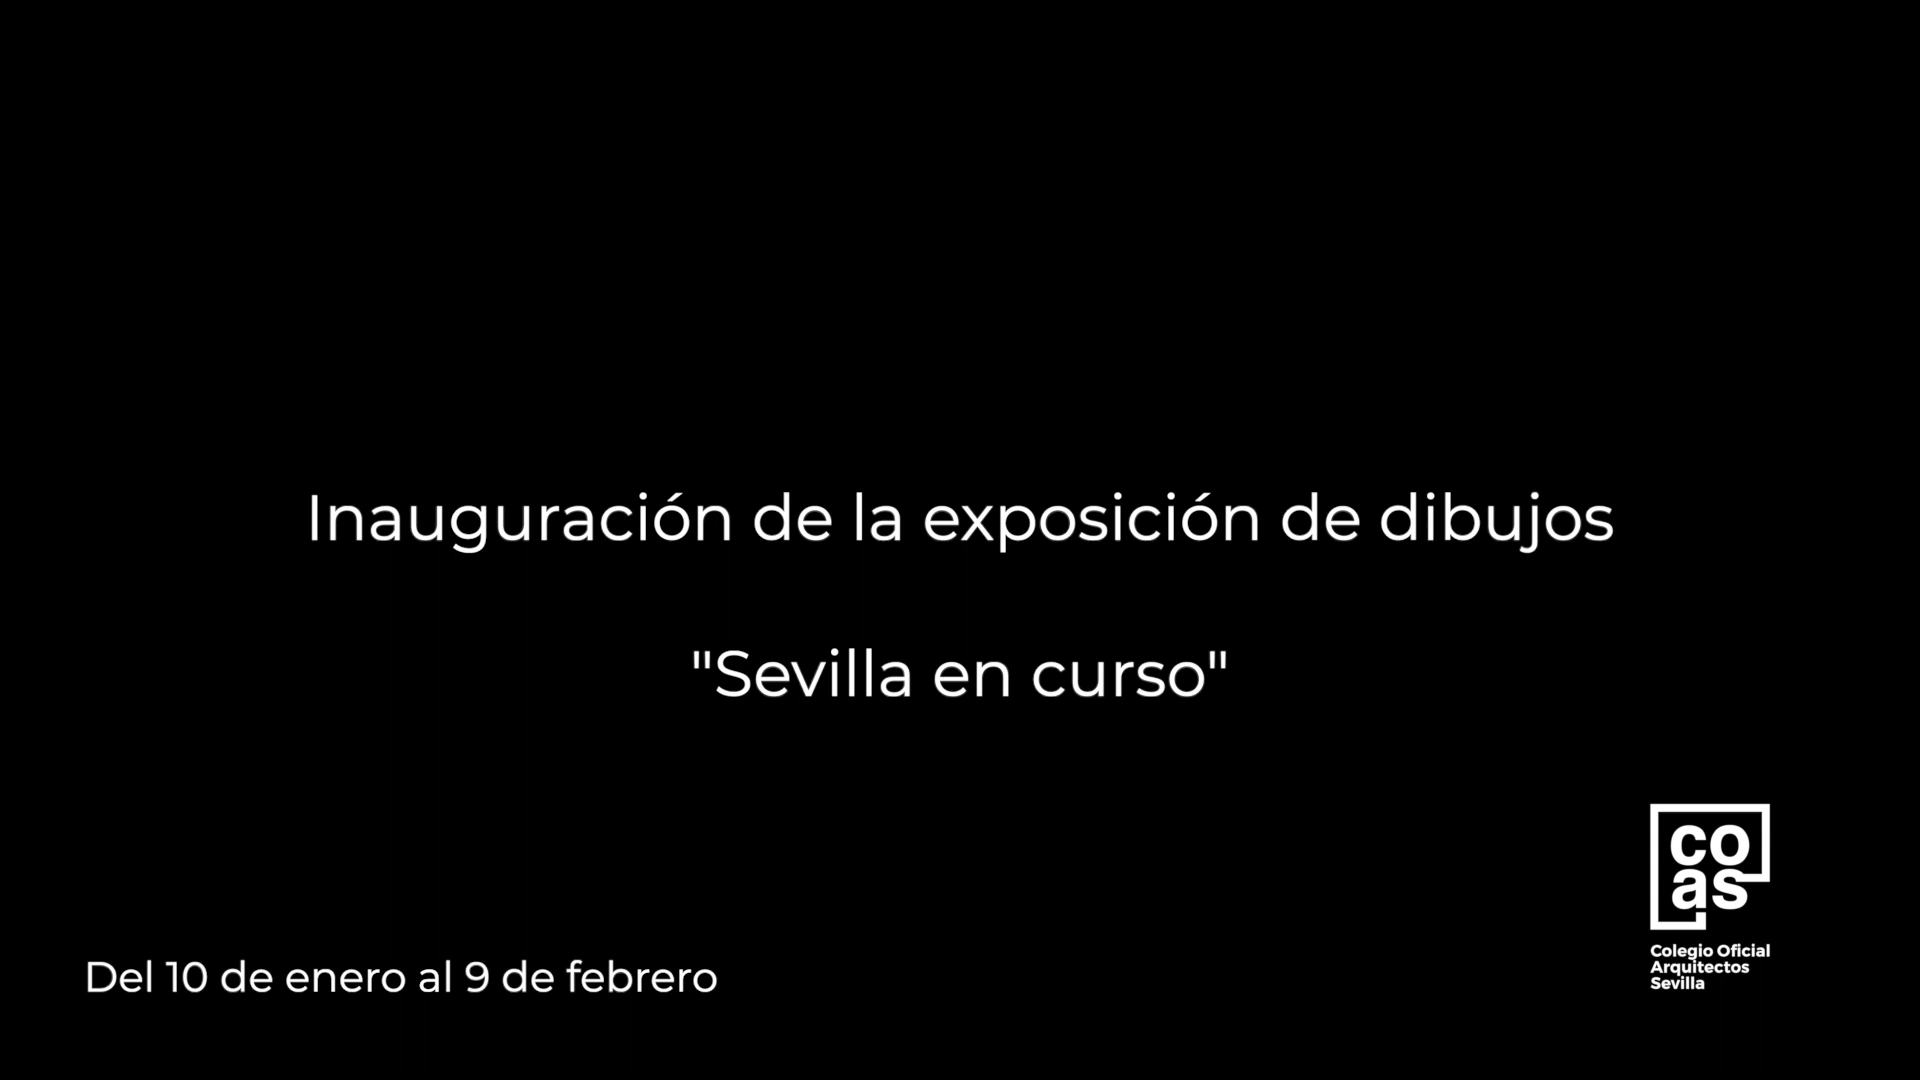 Inauguración de la exposición de dibujos
"Sevilla en curso"
Del 10 de enero al 9 de febrero
co
as
Colegio Oficial
Arquitectos
Sevilla